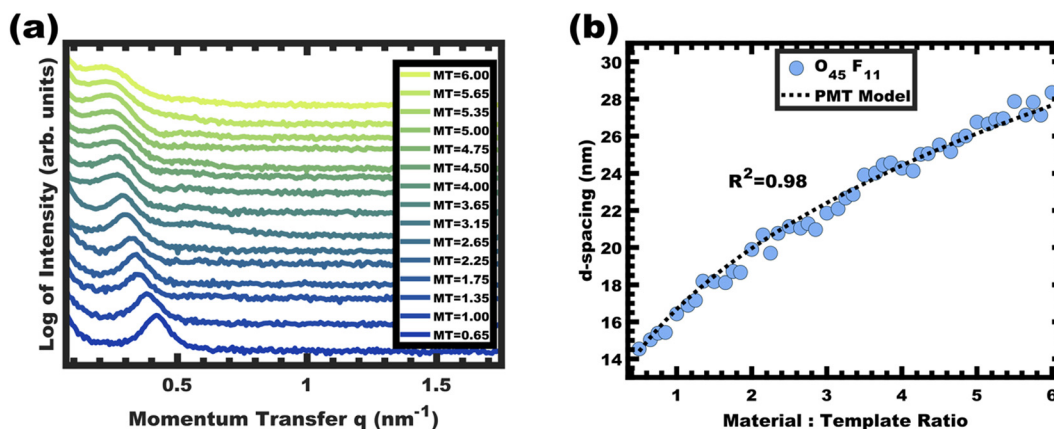 (a)
Log of Intensity (arb. units)
MT=6.00
MT=5.65
MT=5.35
MT=5.00
MT=4.75
MT=4.50
MT=4.00
MT=3.65
MT=3.15
MT=2.65
MT=2.25
MT=1.75
MT=1.35
MT=1.00
MT=0.65
0.5 1 1.5
Momentum Transfer q (nm⁻¹)
(b)
d-spacing (nm)
30
28
26
24
22
20
18
16
14
O₄₅ F₁₁
PMT Model
R²=0.98
1 2 3 4 5 6
Material : Template Ratio